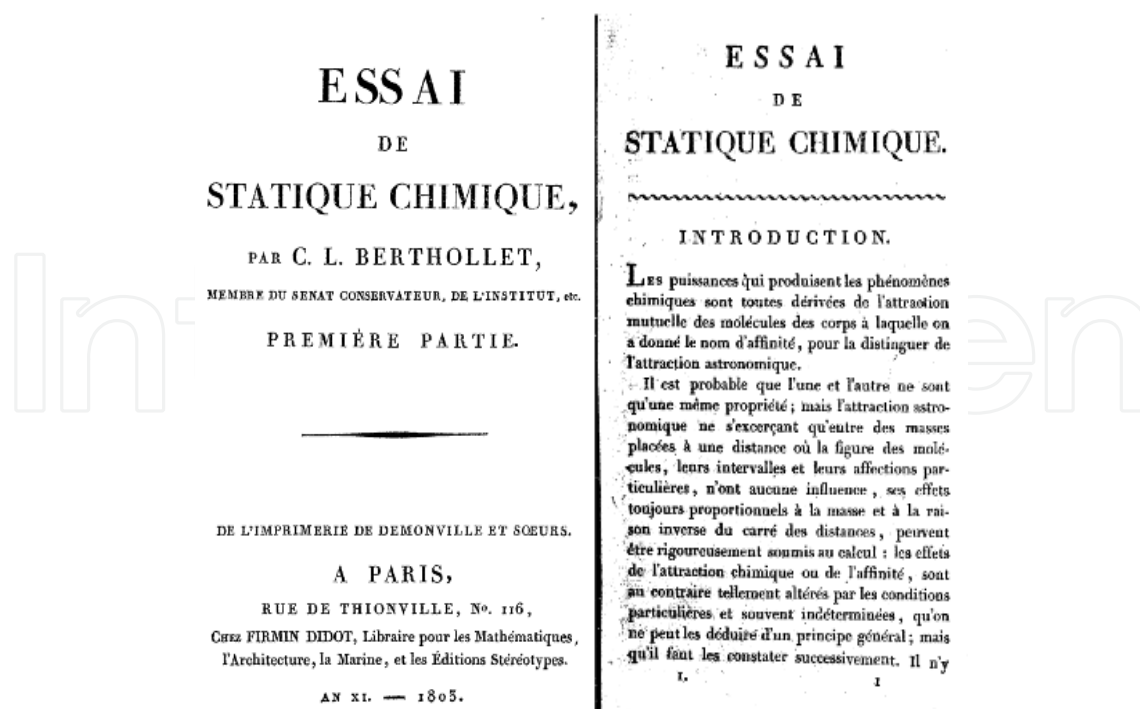 ESSAI
DE
STATIQUE CHIMIQUE,
PAR C. L. BERTHOLLET,
MEMBRE DU SENAT CONSERVATEUR, DE L'INSTITUT, etc.
PREMIÈRE PARTIE.
DE L'IMPRIMERIE DE DEMONVILLE ET SŒURS.
A PARIS,
RUE DE THIONVILLE, No. 116,
CHEZ FIRMIN DIDOT, Libraire pour les Mathématiques,
l'Architecture, la Marine, et les Éditions Stéréotypes.
AN XI. — 1803.
ESSAI
DE
STATIQUE CHIMIQUE.
INTRODUCTION.
LES puissances qui produisent les phénomènes
chimiques sont toutes dérivées de l'attraction
mutuelle des molécules des corps à laquelle on
a donné le nom d'affinité, pour la distinguer de
l'attraction astronomique.
Il est probable que l'une et l'autre ne sont
qu'une même propriété ; mais l'attraction astro-
nomique ne s'exerçant qu'entre des masses
placées à une distance où la figure des molé-
cules, leurs intervalles et leurs affections par-
ticulières, n'ont aucune influence, ses effets
toujours proportionnels à la masse et à la rai-
son inverse du carré des distances, peuvent
être rigoureusement soumis au calcul : les effets
de l'attraction chimique ou de l'affinité, sont
au contraire tellement altérés par les conditions
particulières et souvent indéterminées, qu'on
ne peut les déduire d'un principe général ; mais
qu'il faut les constater successivement. Il n'y
I. 1